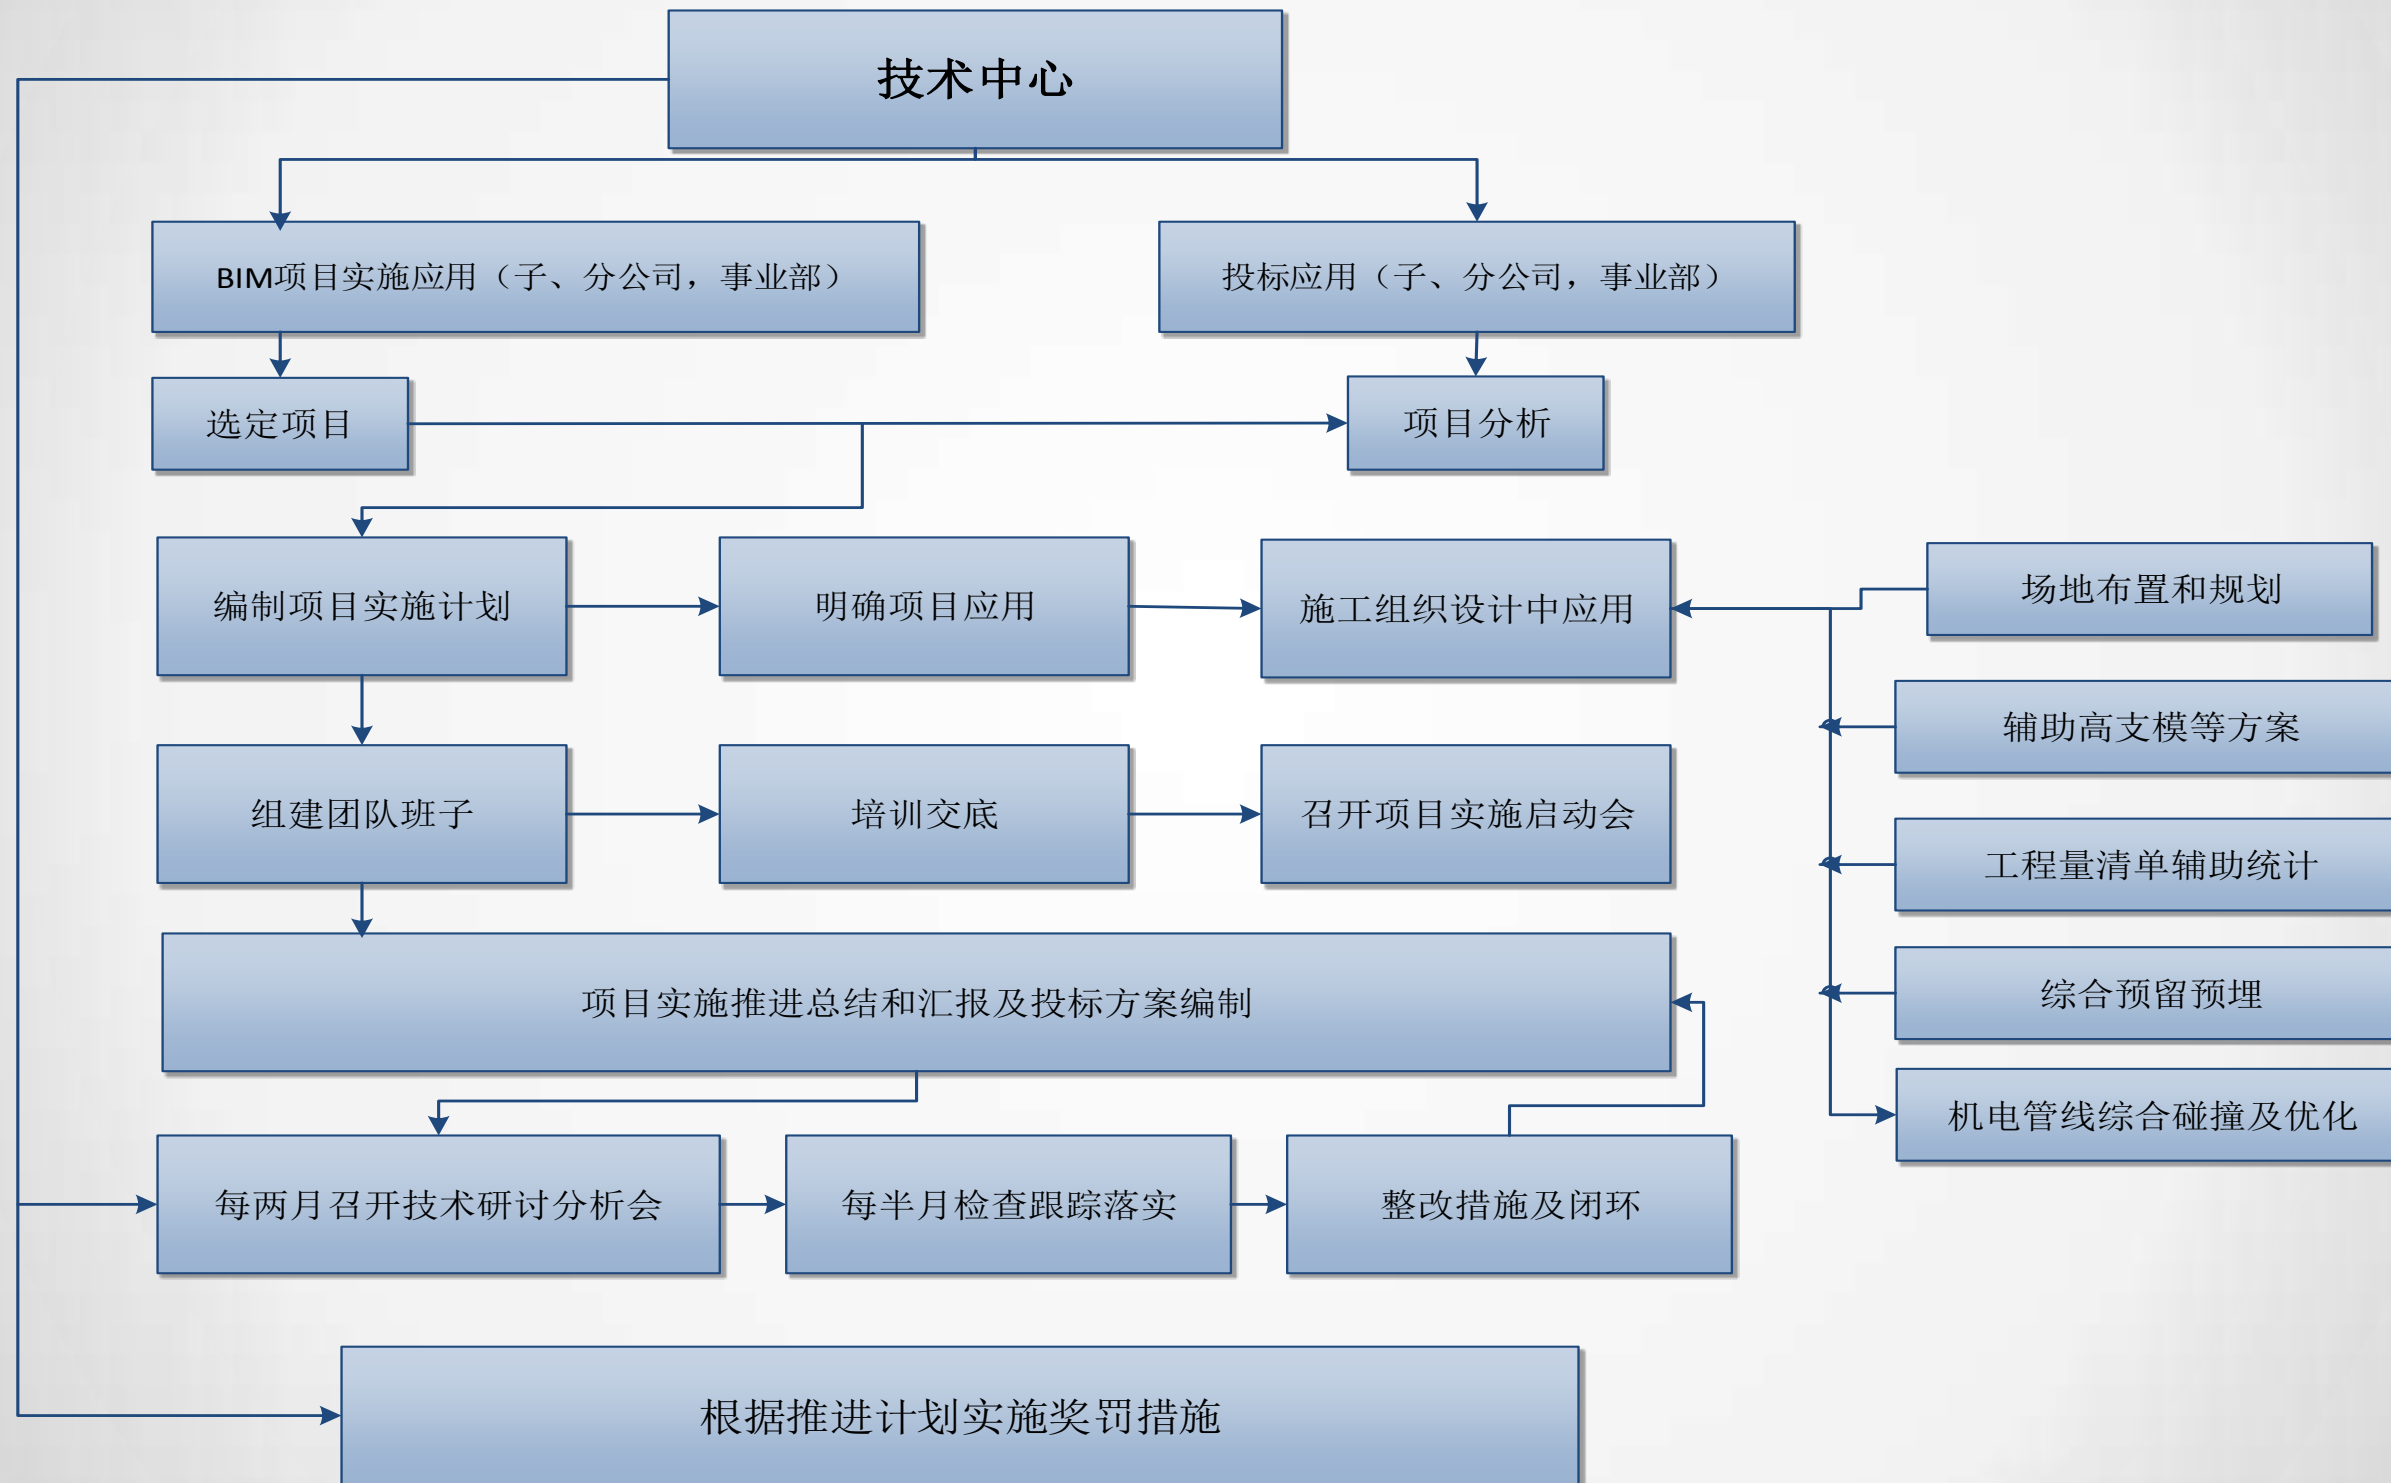 技术中心
BIM项目实施应用（子、分公司，事业部）
投标应用（子、分公司，事业部）
选定项目
项目分析
编制项目实施计划
明确项目应用
施工组织设计中应用
场地布置和规划
辅助高支模等方案
组建团队班子
培训交底
召开项目实施启动会
工程量清单辅助统计
项目实施推进总结和汇报及投标方案编制
综合预留预埋
机电管线综合碰撞及优化
每两月召开技术研讨分析会
每半月检查跟踪落实
整改措施及闭环
根据推进计划实施奖罚措施